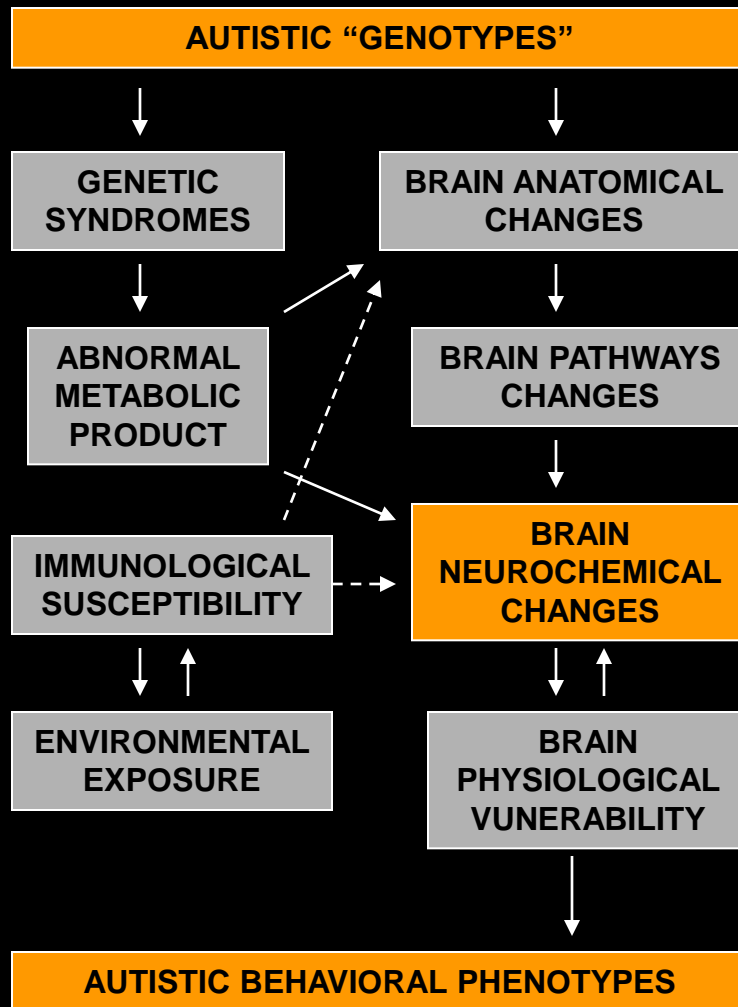 AUTISTIC “GENOTYPES”
GENETIC
SYNDROMES
BRAIN ANATOMICAL
CHANGES
ABNORMAL
METABOLIC
PRODUCT
BRAIN PATHWAYS
CHANGES
IMMUNOLOGICAL
SUSCEPTIBILITY
BRAIN
NEUROCHEMICAL
CHANGES
ENVIRONMENTAL
EXPOSURE
BRAIN
PHYSIOLOGICAL
VUNERABILITY
AUTISTIC BEHAVIORAL PHENOTYPES